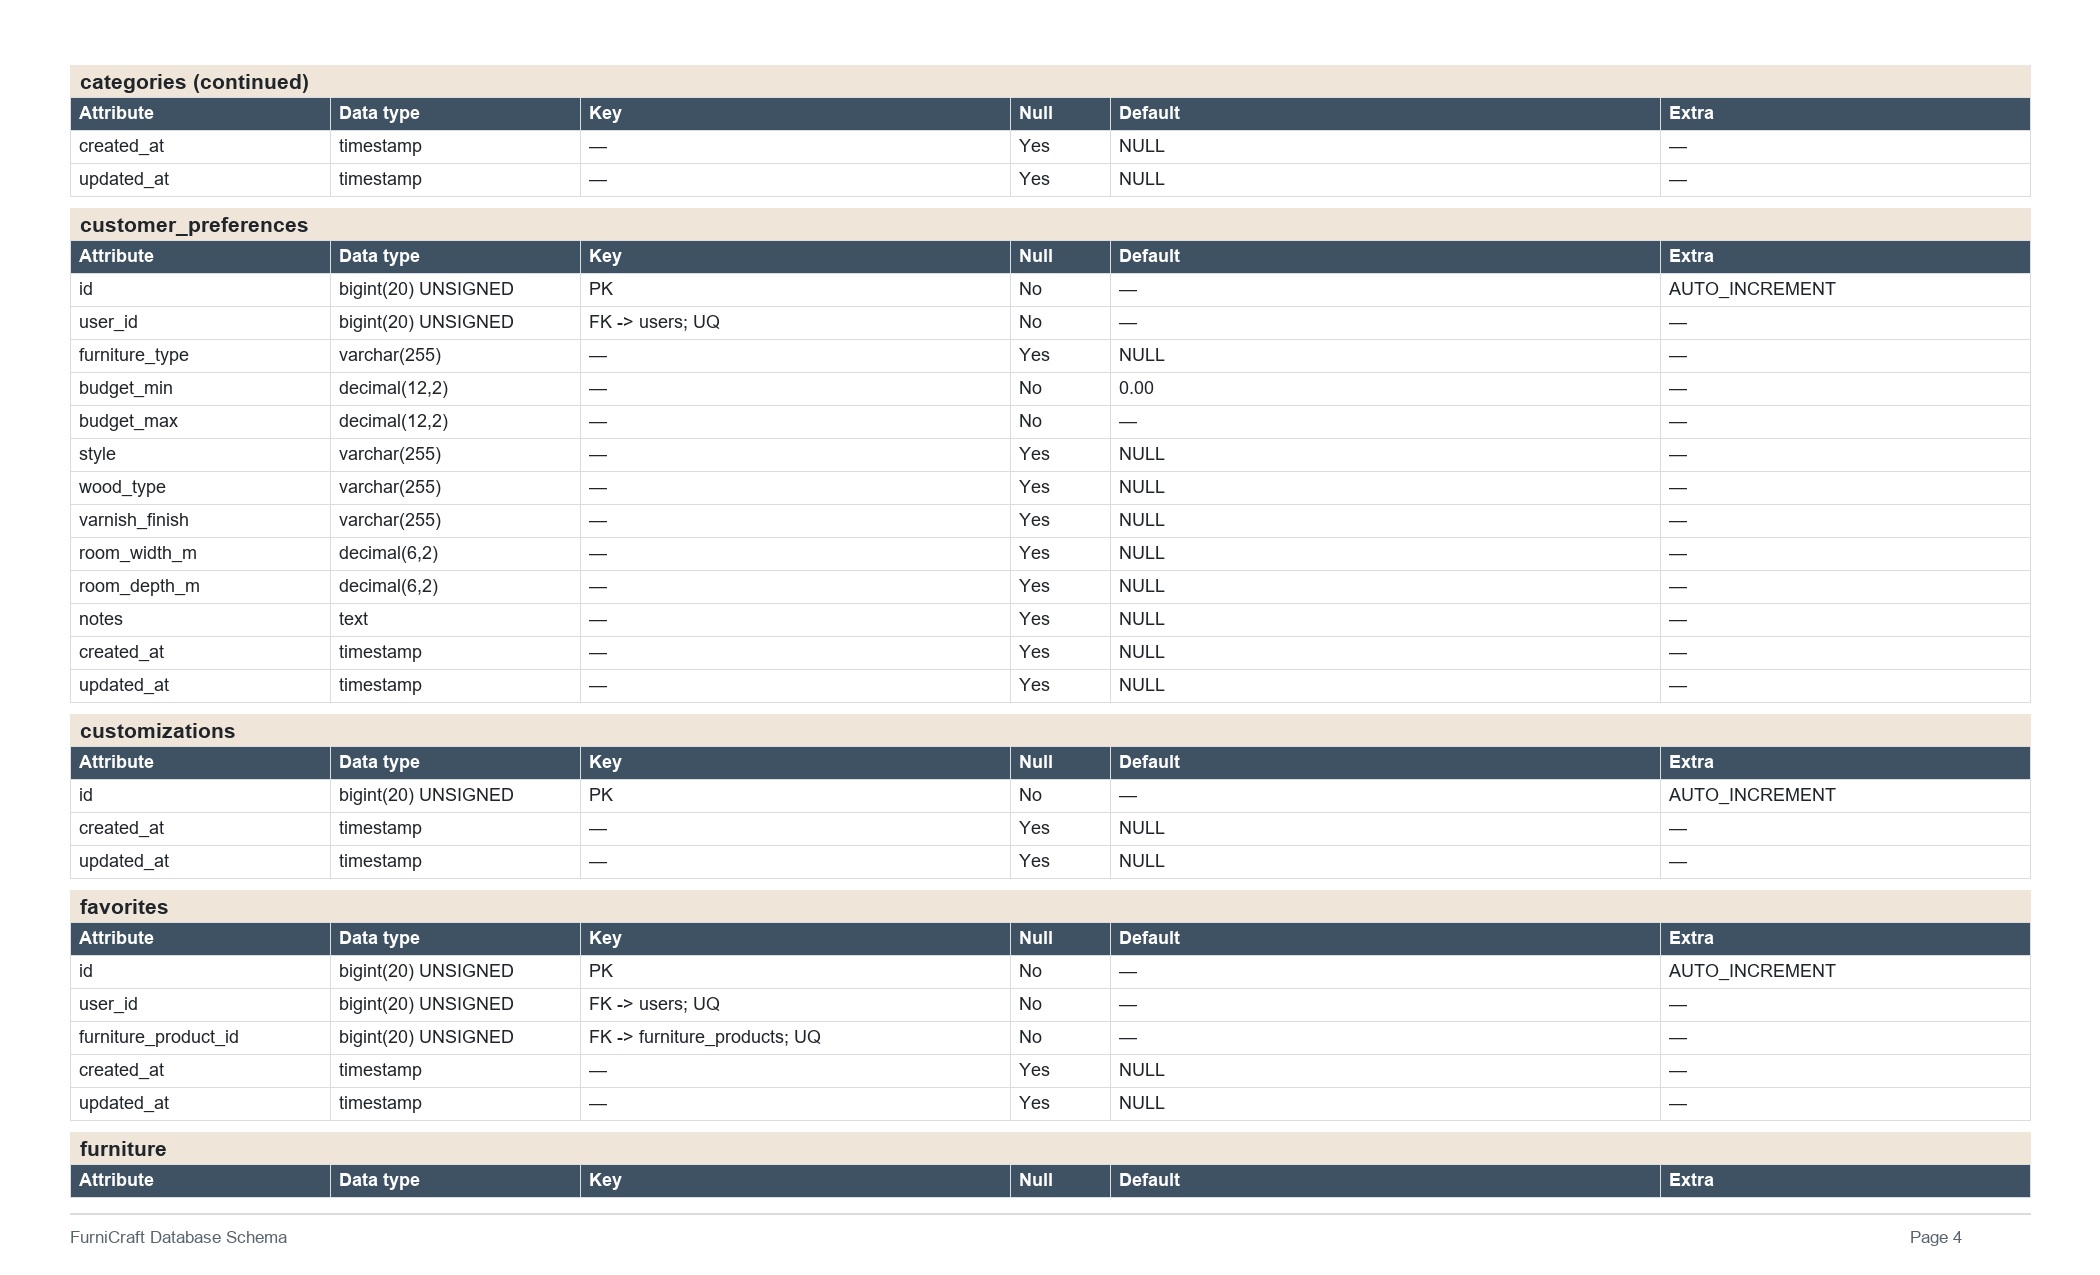 categories (continued)
Attribute Data type Key Null Default Extra
created_at timestamp — Yes NULL —
updated_at timestamp — Yes NULL —
customer_preferences
Attribute Data type Key Null Default Extra
id bigint(20) UNSIGNED PK No — AUTO_INCREMENT
user_id bigint(20) UNSIGNED FK -> users; UQ No — —
furniture_type varchar(255) — Yes NULL —
budget_min decimal(12,2) — No 0.00 —
budget_max decimal(12,2) — No — —
style varchar(255) — Yes NULL —
wood_type varchar(255) — Yes NULL —
varnish_finish varchar(255) — Yes NULL —
room_width_m decimal(6,2) — Yes NULL —
room_depth_m decimal(6,2) — Yes NULL —
notes text — Yes NULL —
created_at timestamp — Yes NULL —
updated_at timestamp — Yes NULL —
customizations
Attribute Data type Key Null Default Extra
id bigint(20) UNSIGNED PK No — AUTO_INCREMENT
created_at timestamp — Yes NULL —
updated_at timestamp — Yes NULL —
favorites
Attribute Data type Key Null Default Extra
id bigint(20) UNSIGNED PK No — AUTO_INCREMENT
user_id bigint(20) UNSIGNED FK -> users; UQ No — —
furniture_product_id bigint(20) UNSIGNED FK -> furniture_products; UQ No — —
created_at timestamp — Yes NULL —
updated_at timestamp — Yes NULL —
furniture
Attribute Data type Key Null Default Extra
FurniCraft Database Schema Page 4